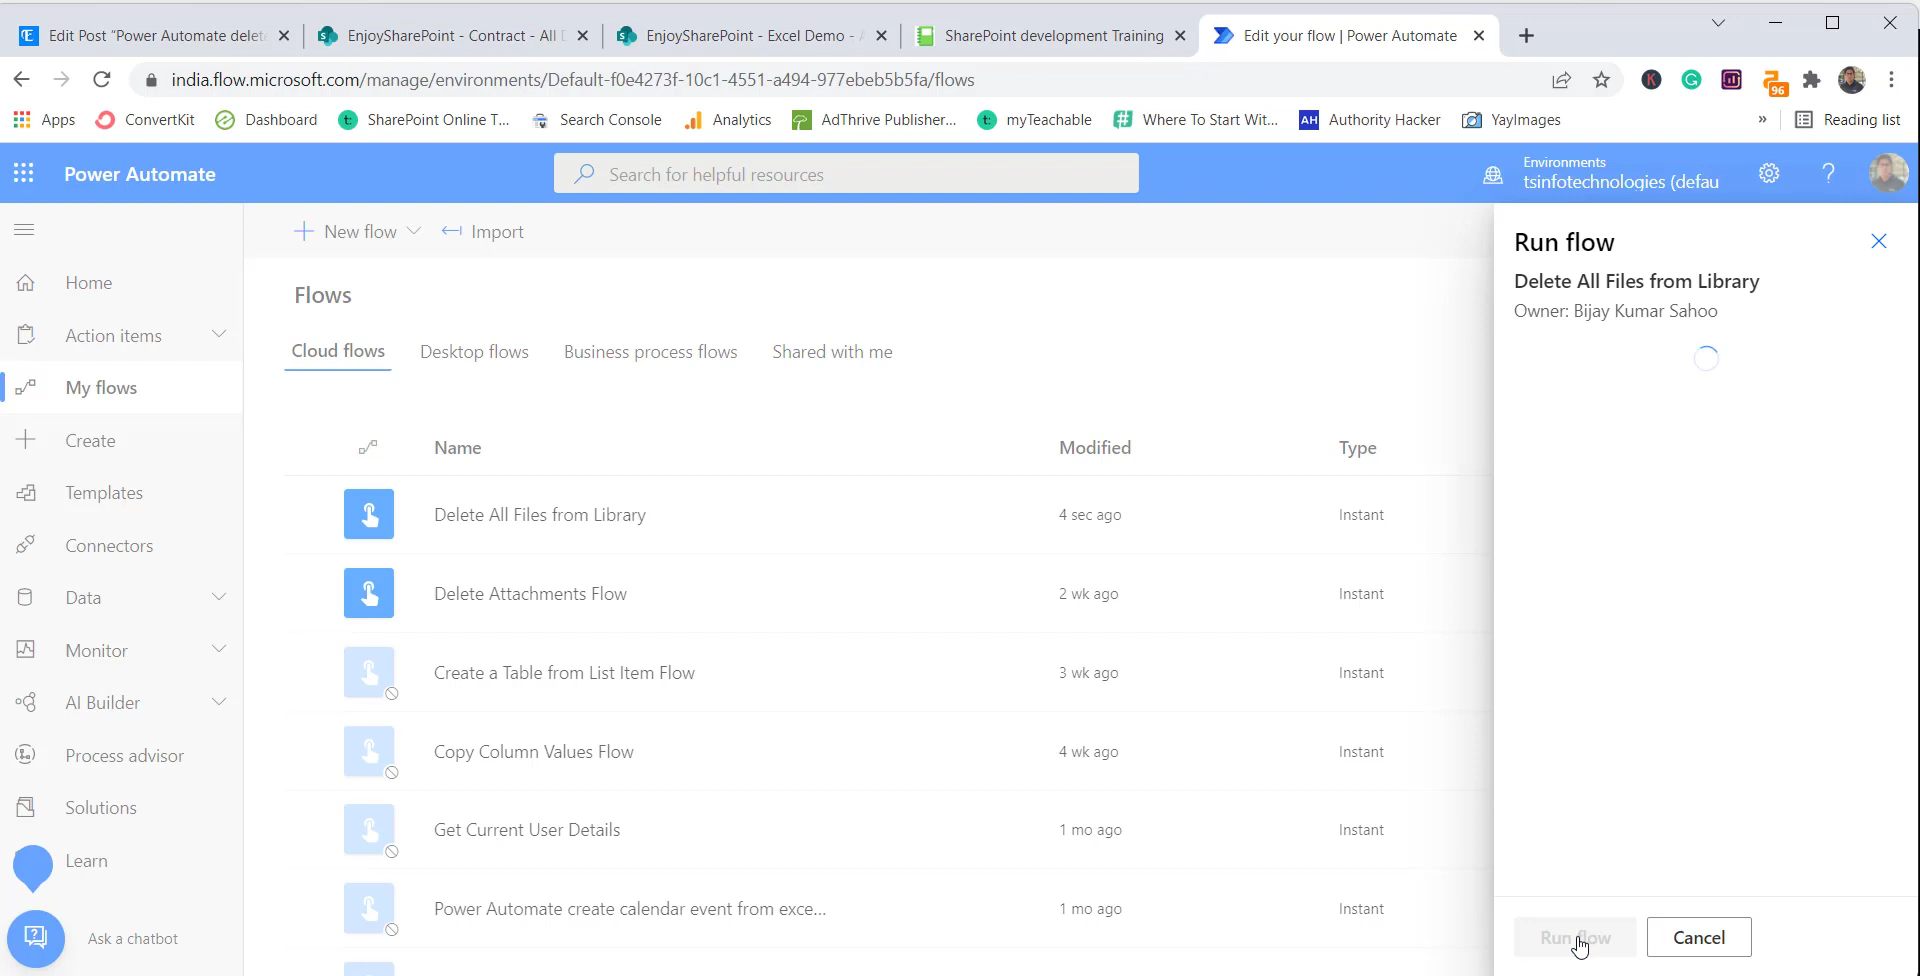 Edit Post “Power Automate delet
EnjoySharePoint - Contract - All D
EnjoySharePoint - Excel Demo - A
SharePoint development Training
Edit your flow | Power Automate
india.flow.microsoft.com/manage/environments/Default-f0e4273f-10c1-4551-a494-977ebeb5b5fa/flows
96
Apps
ConvertKit
Dashboard
SharePoint Online T...
Search Console
Analytics
AdThrive Publisher...
myTeachable
Where To Start Wit...
AH
Authority Hacker
YayImages
»
Reading list
Power Automate
Search for helpful resources
Environments
tsinfotechnologies (defau
?
New flow
Import
Run flow
Delete All Files from Library
Owner: Bijay Kumar Sahoo
Home
Action items
My flows
Create
Templates
Connectors
Data
Monitor
AI Builder
Process advisor
Solutions
Learn
Ask a chatbot
Flows
Cloud flows
Desktop flows
Business process flows
Shared with me
Name
Modified
Type
Delete All Files from Library
4 sec ago
Instant
Delete Attachments Flow
2 wk ago
Instant
Create a Table from List Item Flow
3 wk ago
Instant
Copy Column Values Flow
4 wk ago
Instant
Get Current User Details
1 mo ago
Instant
Power Automate create calendar event from exce...
1 mo ago
Instant
Run flow
Cancel